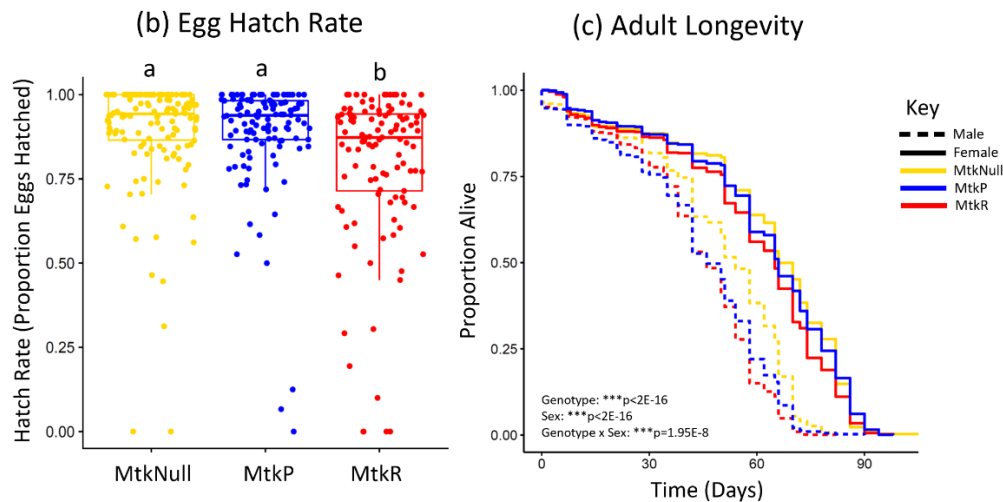 (b) Egg Hatch Rate
a
a
b
Hatch Rate (Proportion Eggs Hatched)
1.00
0.75
0.50
0.25
0.00
MtkNull
MtkP
MtkR
(c) Adult Longevity
Proportion Alive
1.00
0.75
0.50
0.25
0.00
Genotype: ***p<2E-16
Sex: ***p<2E-16
Genotype x Sex: ***p=1.95E-8
0
30
60
90
Time (Days)
Key
Male
Female
MtkNull
MtkP
MtkR